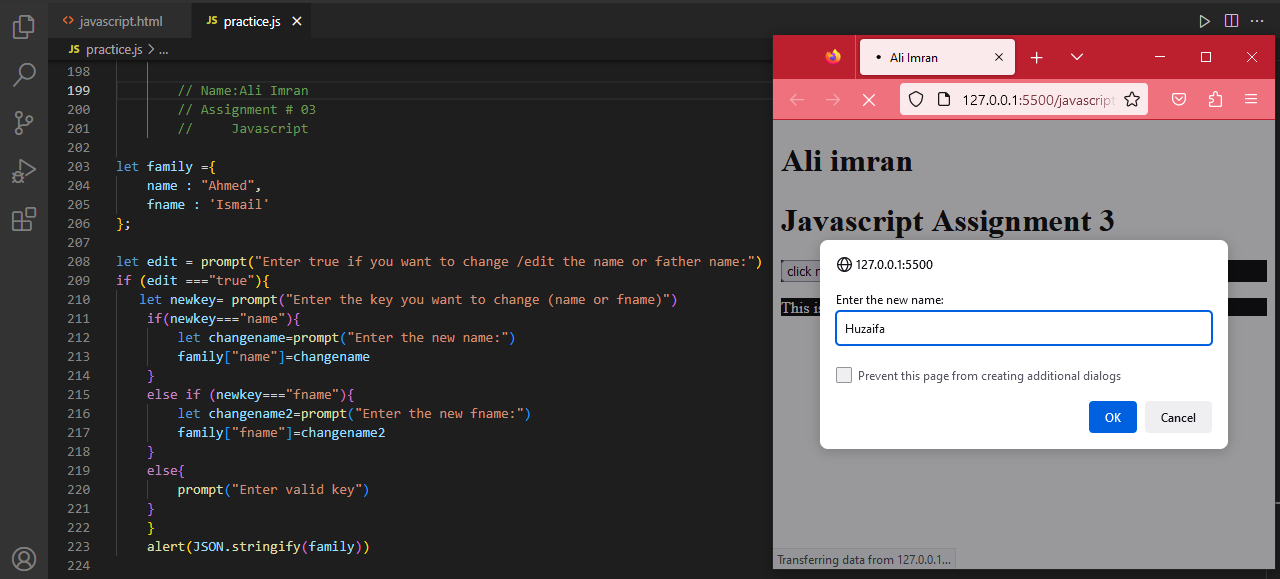 <> javascript.html JS practice.js
JS practice.js > ...
198
199 // Name:Ali Imran
200 // Assignment # 03
201 //     Javascript
202
203 let family ={
204 name : "Ahmed",
205 fname : 'Ismail'
206 };
207
208 let edit = prompt("Enter true if you want to change /edit the name or father name:")
209 if (edit ==="true"){
210 let newkey= prompt("Enter the key you want to change (name or fname)")
211 if(newkey==="name"){
212 let changename=prompt("Enter the new name:")
213 family["name"]=changename
214 }
215 else if (newkey==="fname"){
216 let changename2=prompt("Enter the new fname:")
217 family["fname"]=changename2
218 }
219 else{
220 prompt("Enter valid key")
221 }
222 }
223 alert(JSON.stringify(family))
224
• Ali Imran
127.0.0.1:5500/javascript
Ali imran
Javascript Assignment 3
click
This is
127.0.0.1:5500
Enter the new name:
Huzaifa
Prevent this page from creating additional dialogs
OK Cancel
Transferring data from 127.0.0.1...